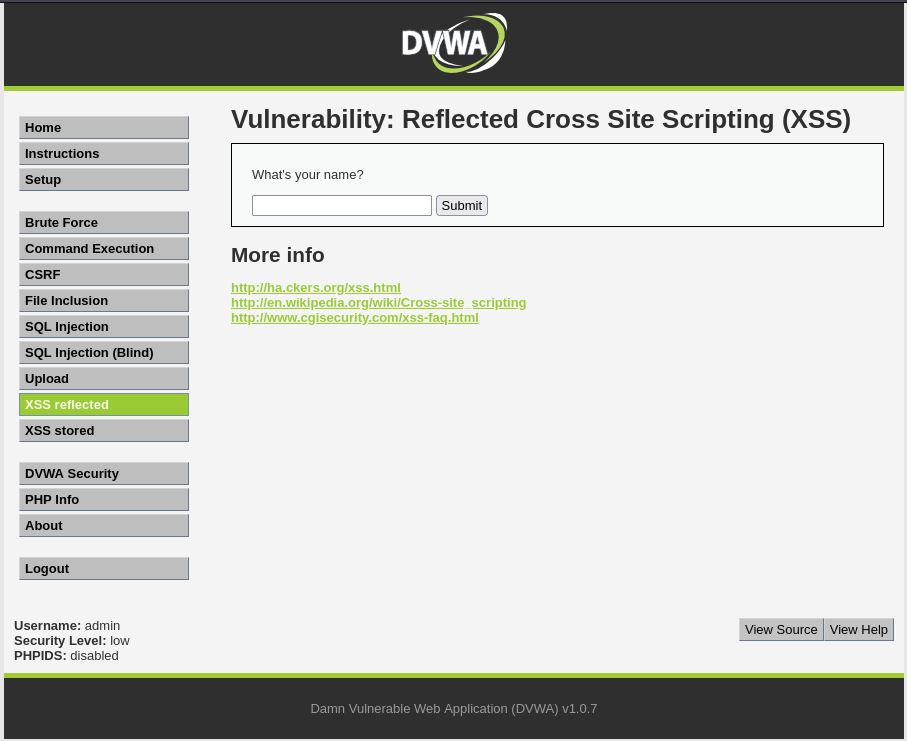 DVWA
Vulnerability: Reflected Cross Site Scripting (XSS)
Home
Instructions
Setup
Brute Force
Command Execution
CSRF
File Inclusion
SQL Injection
SQL Injection (Blind)
Upload
XSS reflected
XSS stored
DVWA Security
PHP Info
About
Logout
What's your name?
Submit
More info
http://ha.ckers.org/xss.html
http://en.wikipedia.org/wiki/Cross-site_scripting
http://www.cgisecurity.com/xss-faq.html
Username: admin
Security Level: low
PHPIDS: disabled
View Source View Help
Damn Vulnerable Web Application (DVWA) v1.0.7